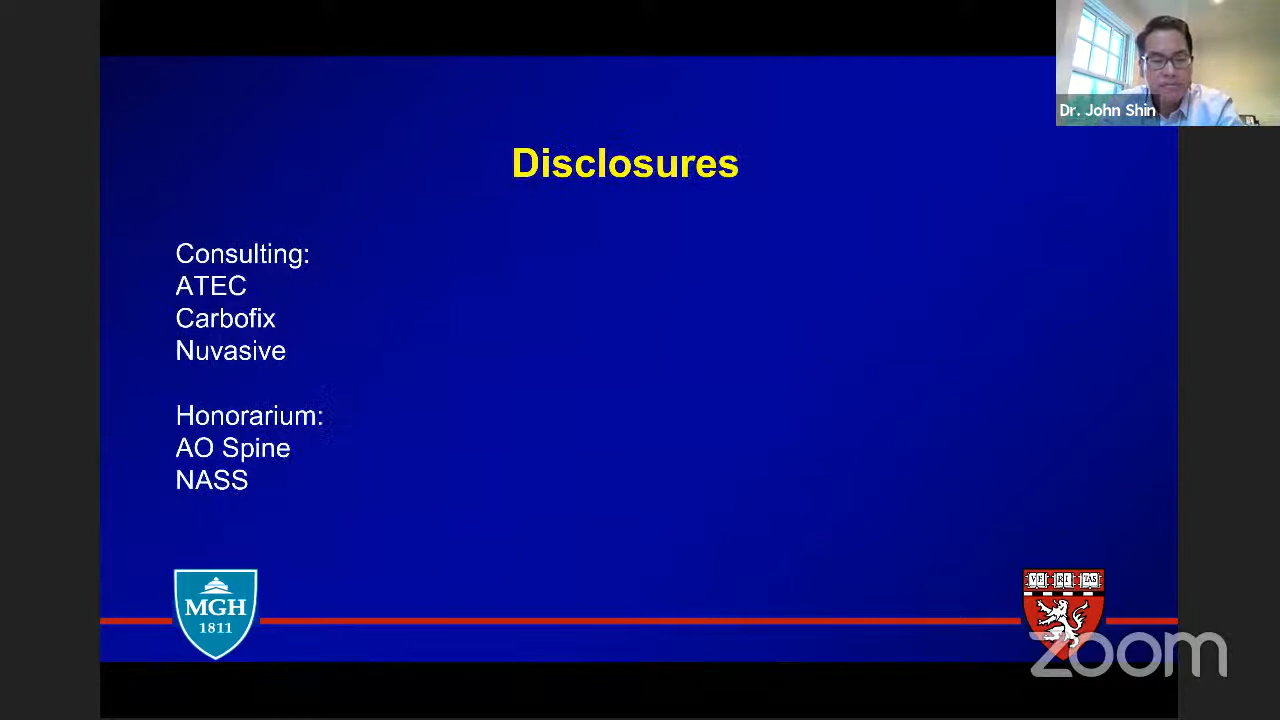 Dr. John Shin
Disclosures
Consulting:
ATEC
Carbofix
Nuvasive
Honorarium:
AO Spine
NASS
MGH
1811
VE RI TAS
zoom